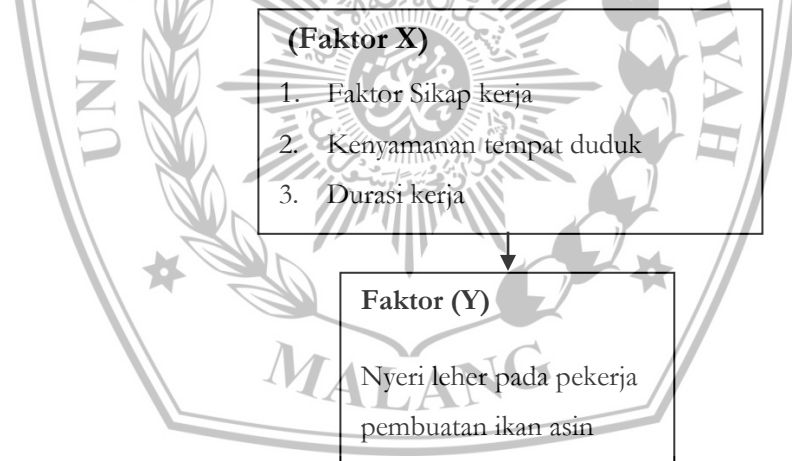 (Faktor X)
1. Faktor Sikap kerja
2. Kenyamanan tempat duduk
3. Durasi kerja
Faktor (Y)
Nyeri leher pada pekerja
pembuatan ikan asin
MALANG